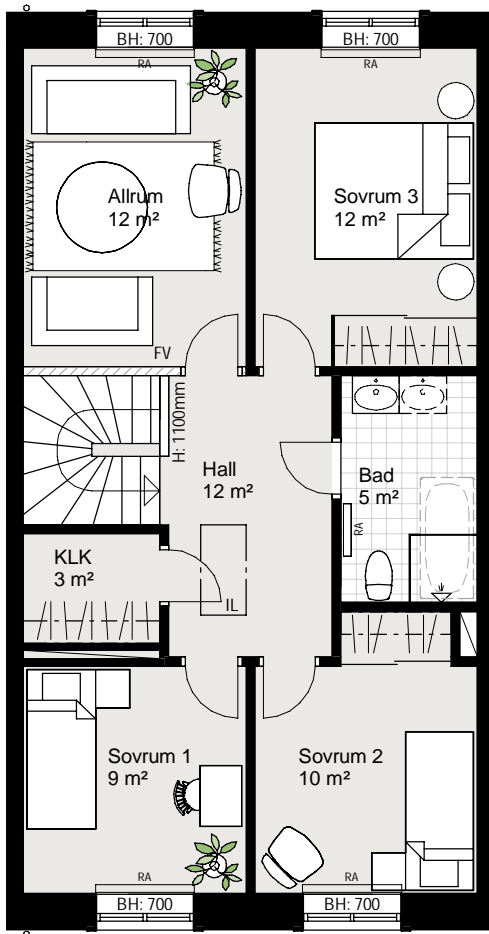 BH: 700
BH: 700
RA
RA
Allrum
12 m²
Sovrum 3
12 m²
FV
H: 1100mm
Hall
12 m²
Bad
5 m²
RA
KLK
3 m²
IL
Sovrum 1
9 m²
Sovrum 2
10 m²
RA
RA
BH: 700
BH: 700